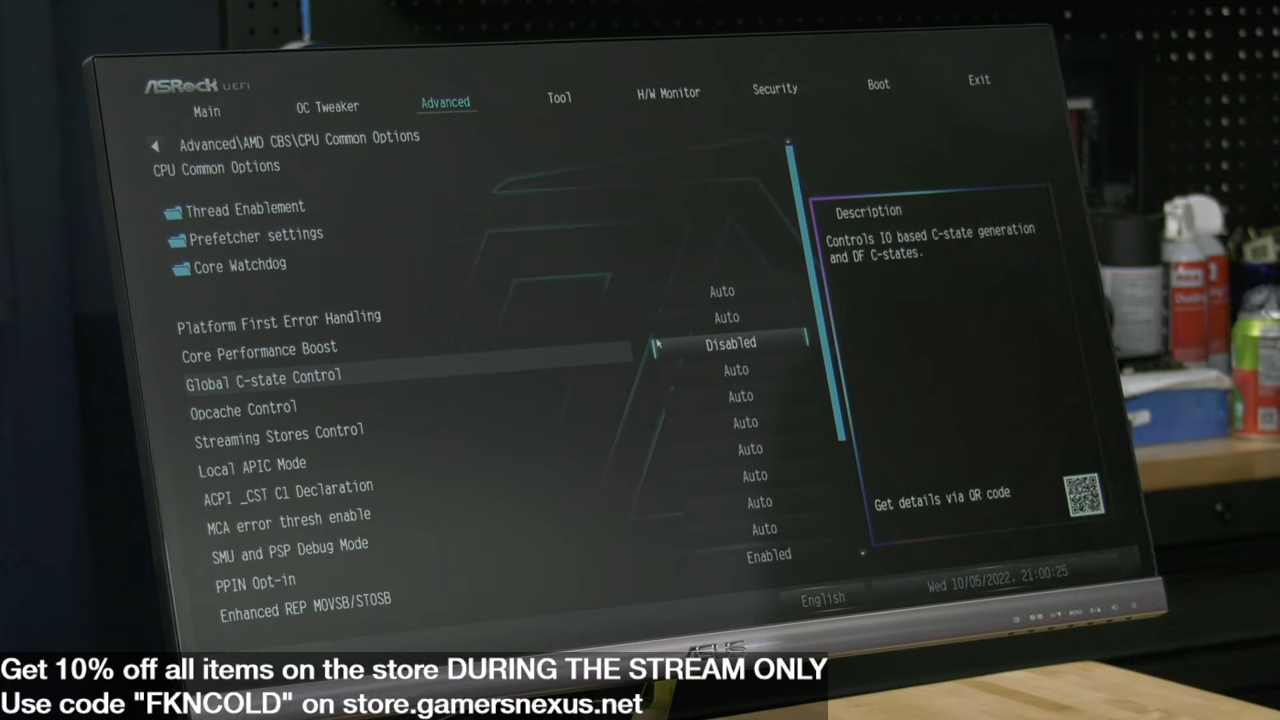 ASRock UEFI
Main OC Tweaker Advanced Tool H/W Monitor Security Boot Exit
Advanced\AMD CBS\CPU Common Options
CPU Common Options
Thread Enablement
Prefetcher settings
Core Watchdog
Platform First Error Handling Auto
Core Performance Boost Auto
Global C-state Control Disabled
Opcache Control Auto
Streaming Stores Control Auto
Local APIC Mode Auto
ACPI _CST C1 Declaration Auto
MCA error thresh enable Auto
SMU and PSP Debug Mode Auto
PPIN Opt-in Auto
Enhanced REP MOVSB/STOSB Enabled
Description
Controls IO based C-state generation
and DF C-states.
Get details via QR code
English Wed 10/05/2022, 21:00:25
ASUS
Get 10% off all items on the store DURING THE STREAM ONLY
Use code "FKNCOLD" on store.gamersnexus.net